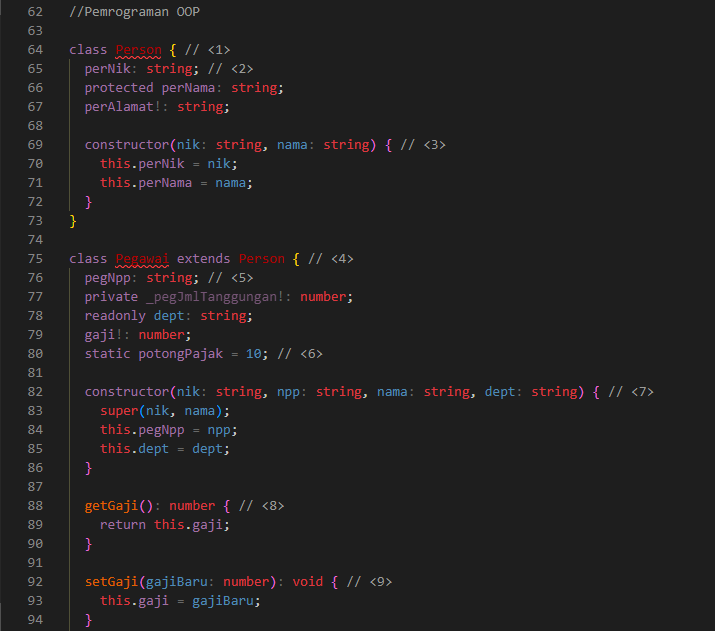 62 //Pemrograman OOP
63
64 class Person { // <1>
65   perNik: string; // <2>
66   protected perNama: string;
67   perAlamat!: string;
68
69   constructor(nik: string, nama: string) { // <3>
70     this.perNik = nik;
71     this.perNama = nama;
72   }
73 }
74
75 class Pegawai extends Person { // <4>
76   pegNpp: string; // <5>
77   private _pegJmlTanggungan!: number;
78   readonly dept: string;
79   gaji!: number;
80   static potongPajak = 10; // <6>
81
82   constructor(nik: string, npp: string, nama: string, dept: string) { // <7>
83     super(nik, nama);
84     this.pegNpp = npp;
85     this.dept = dept;
86   }
87
88   getGaji(): number { // <8>
89     return this.gaji;
90   }
91
92   setGaji(gajiBaru: number): void { // <9>
93     this.gaji = gajiBaru;
94   }